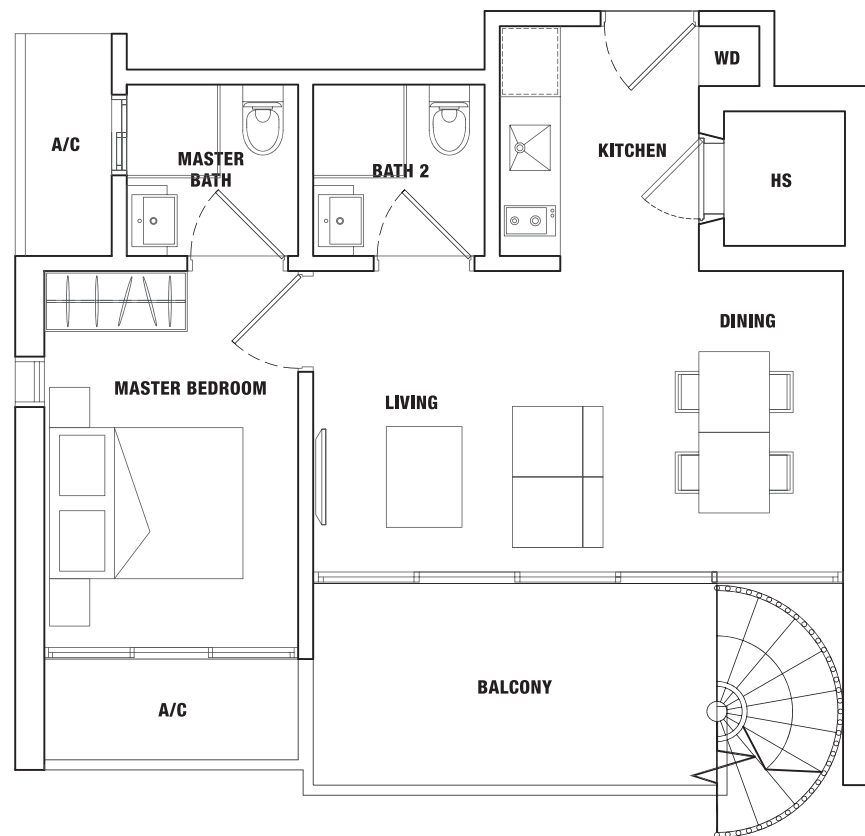 WD
A/C
MASTER
BATH
BATH 2
KITCHEN
HS
DINING
MASTER BEDROOM
LIVING
BALCONY
A/C